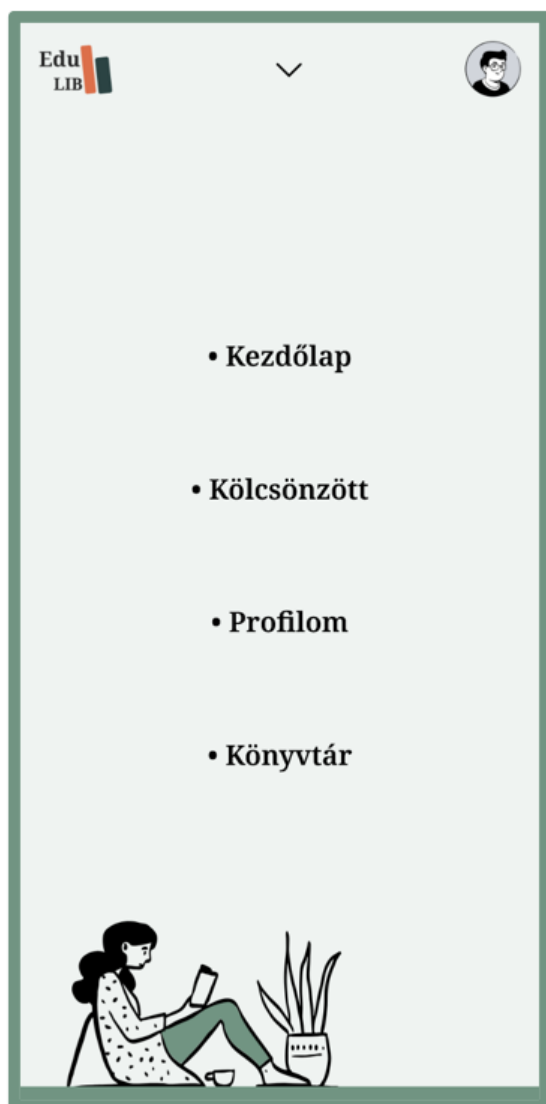 Edu
LIB
• Kezdőlap
• Kölcsönzött
• Profilom
• Könyvtár